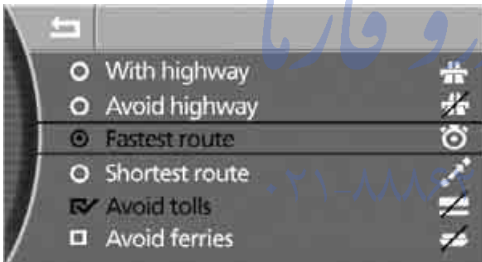 With highway
Avoid highway
Fastest route
Shortest route
Avoid tolls
Avoid ferries